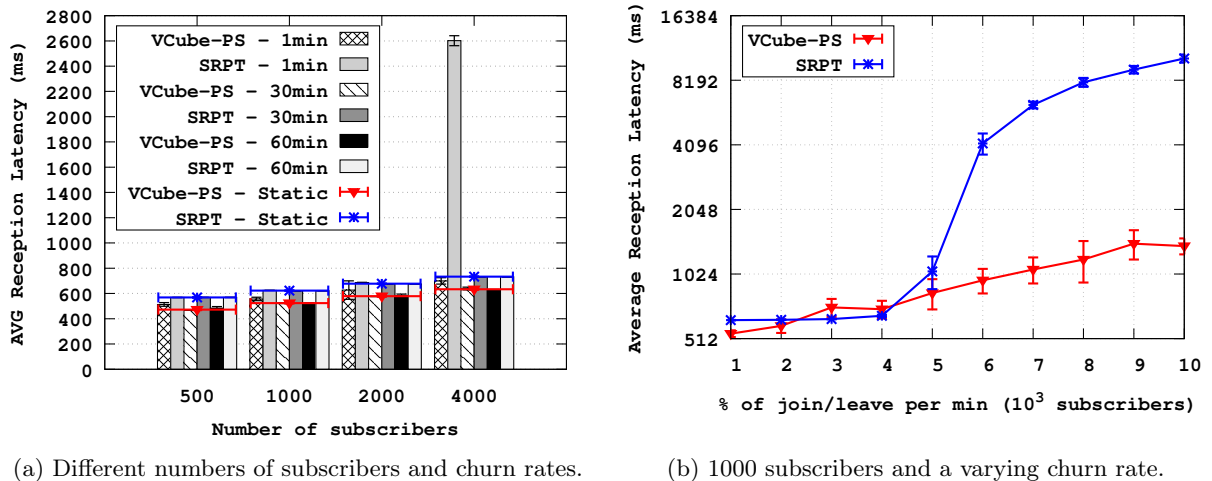 AVG Reception Latency (ms)
2800
2600
2400
2200
2000
1800
1600
1400
1200
1000
800
600
400
200
0
VCube-PS - 1min
SRPT - 1min
VCube-PS - 30min
SRPT - 30min
VCube-PS - 60min
SRPT - 60min
VCube-PS - Static
SRPT - Static
500 1000 2000 4000
Number of subscribers
(a) Different numbers of subscribers and churn rates.
Average Reception Latency (ms)
16384
8192
4096
2048
1024
512
VCube-PS
SRPT
1 2 3 4 5 6 7 8 9 10
% of join/leave per min (10³ subscribers)
(b) 1000 subscribers and a varying churn rate.